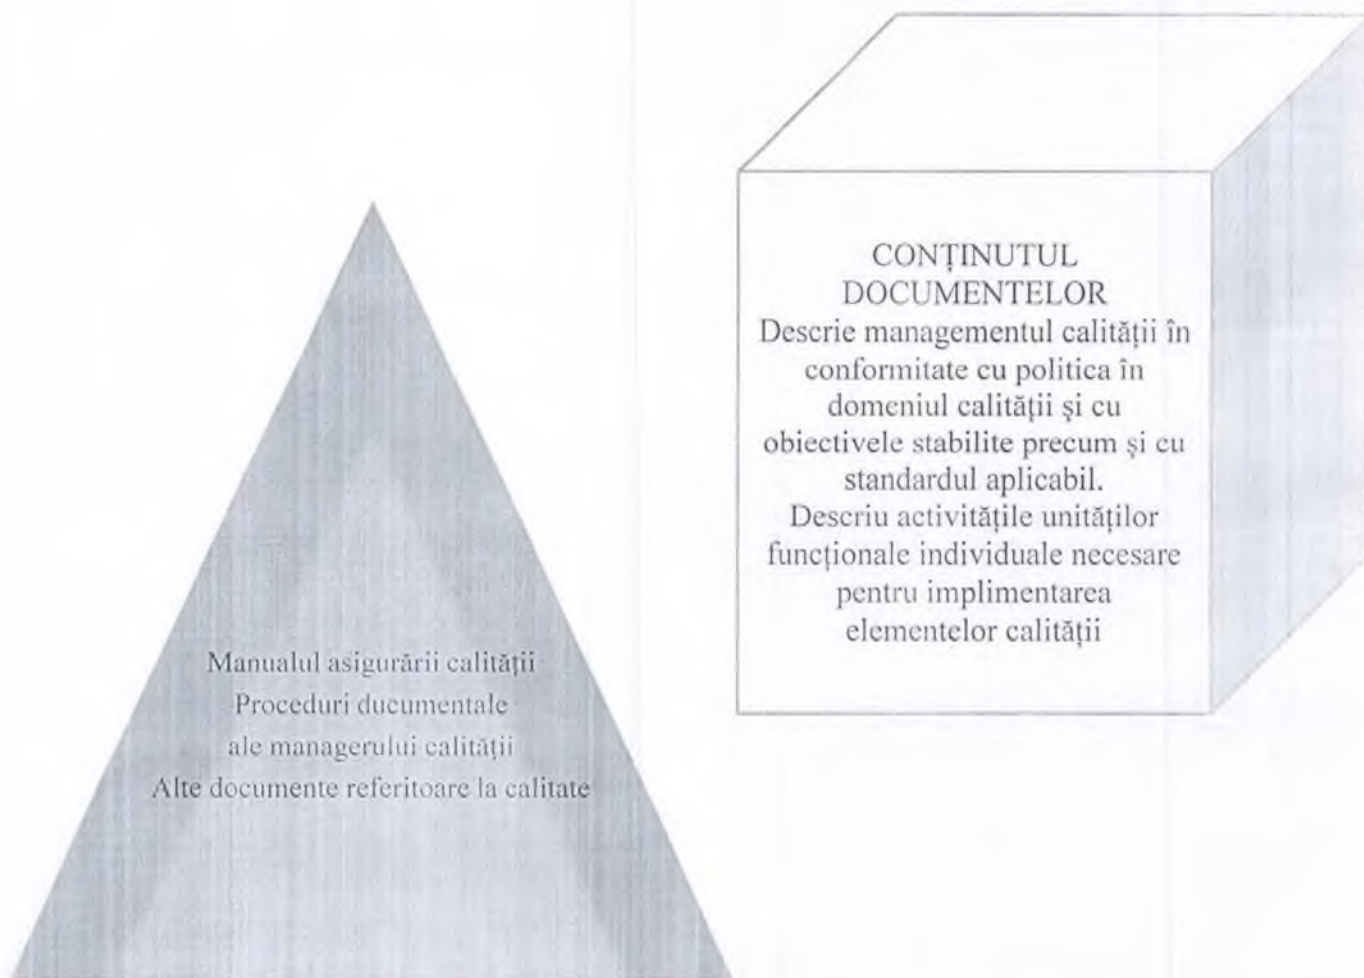 Manualul asigurării calității
Proceduri ducumentale
ale managerului calității
Alte documente referitoare la calitate
CONȚINUTUL
DOCUMENTELOR
Descrie managementul calității în
conformitate cu politica în
domeniul calității și cu
obiectivele stabilite precum și cu
standardul aplicabil.
Descriu activitățile unităților
funcționale individuale necesare
pentru implimentarea
elementelor calității